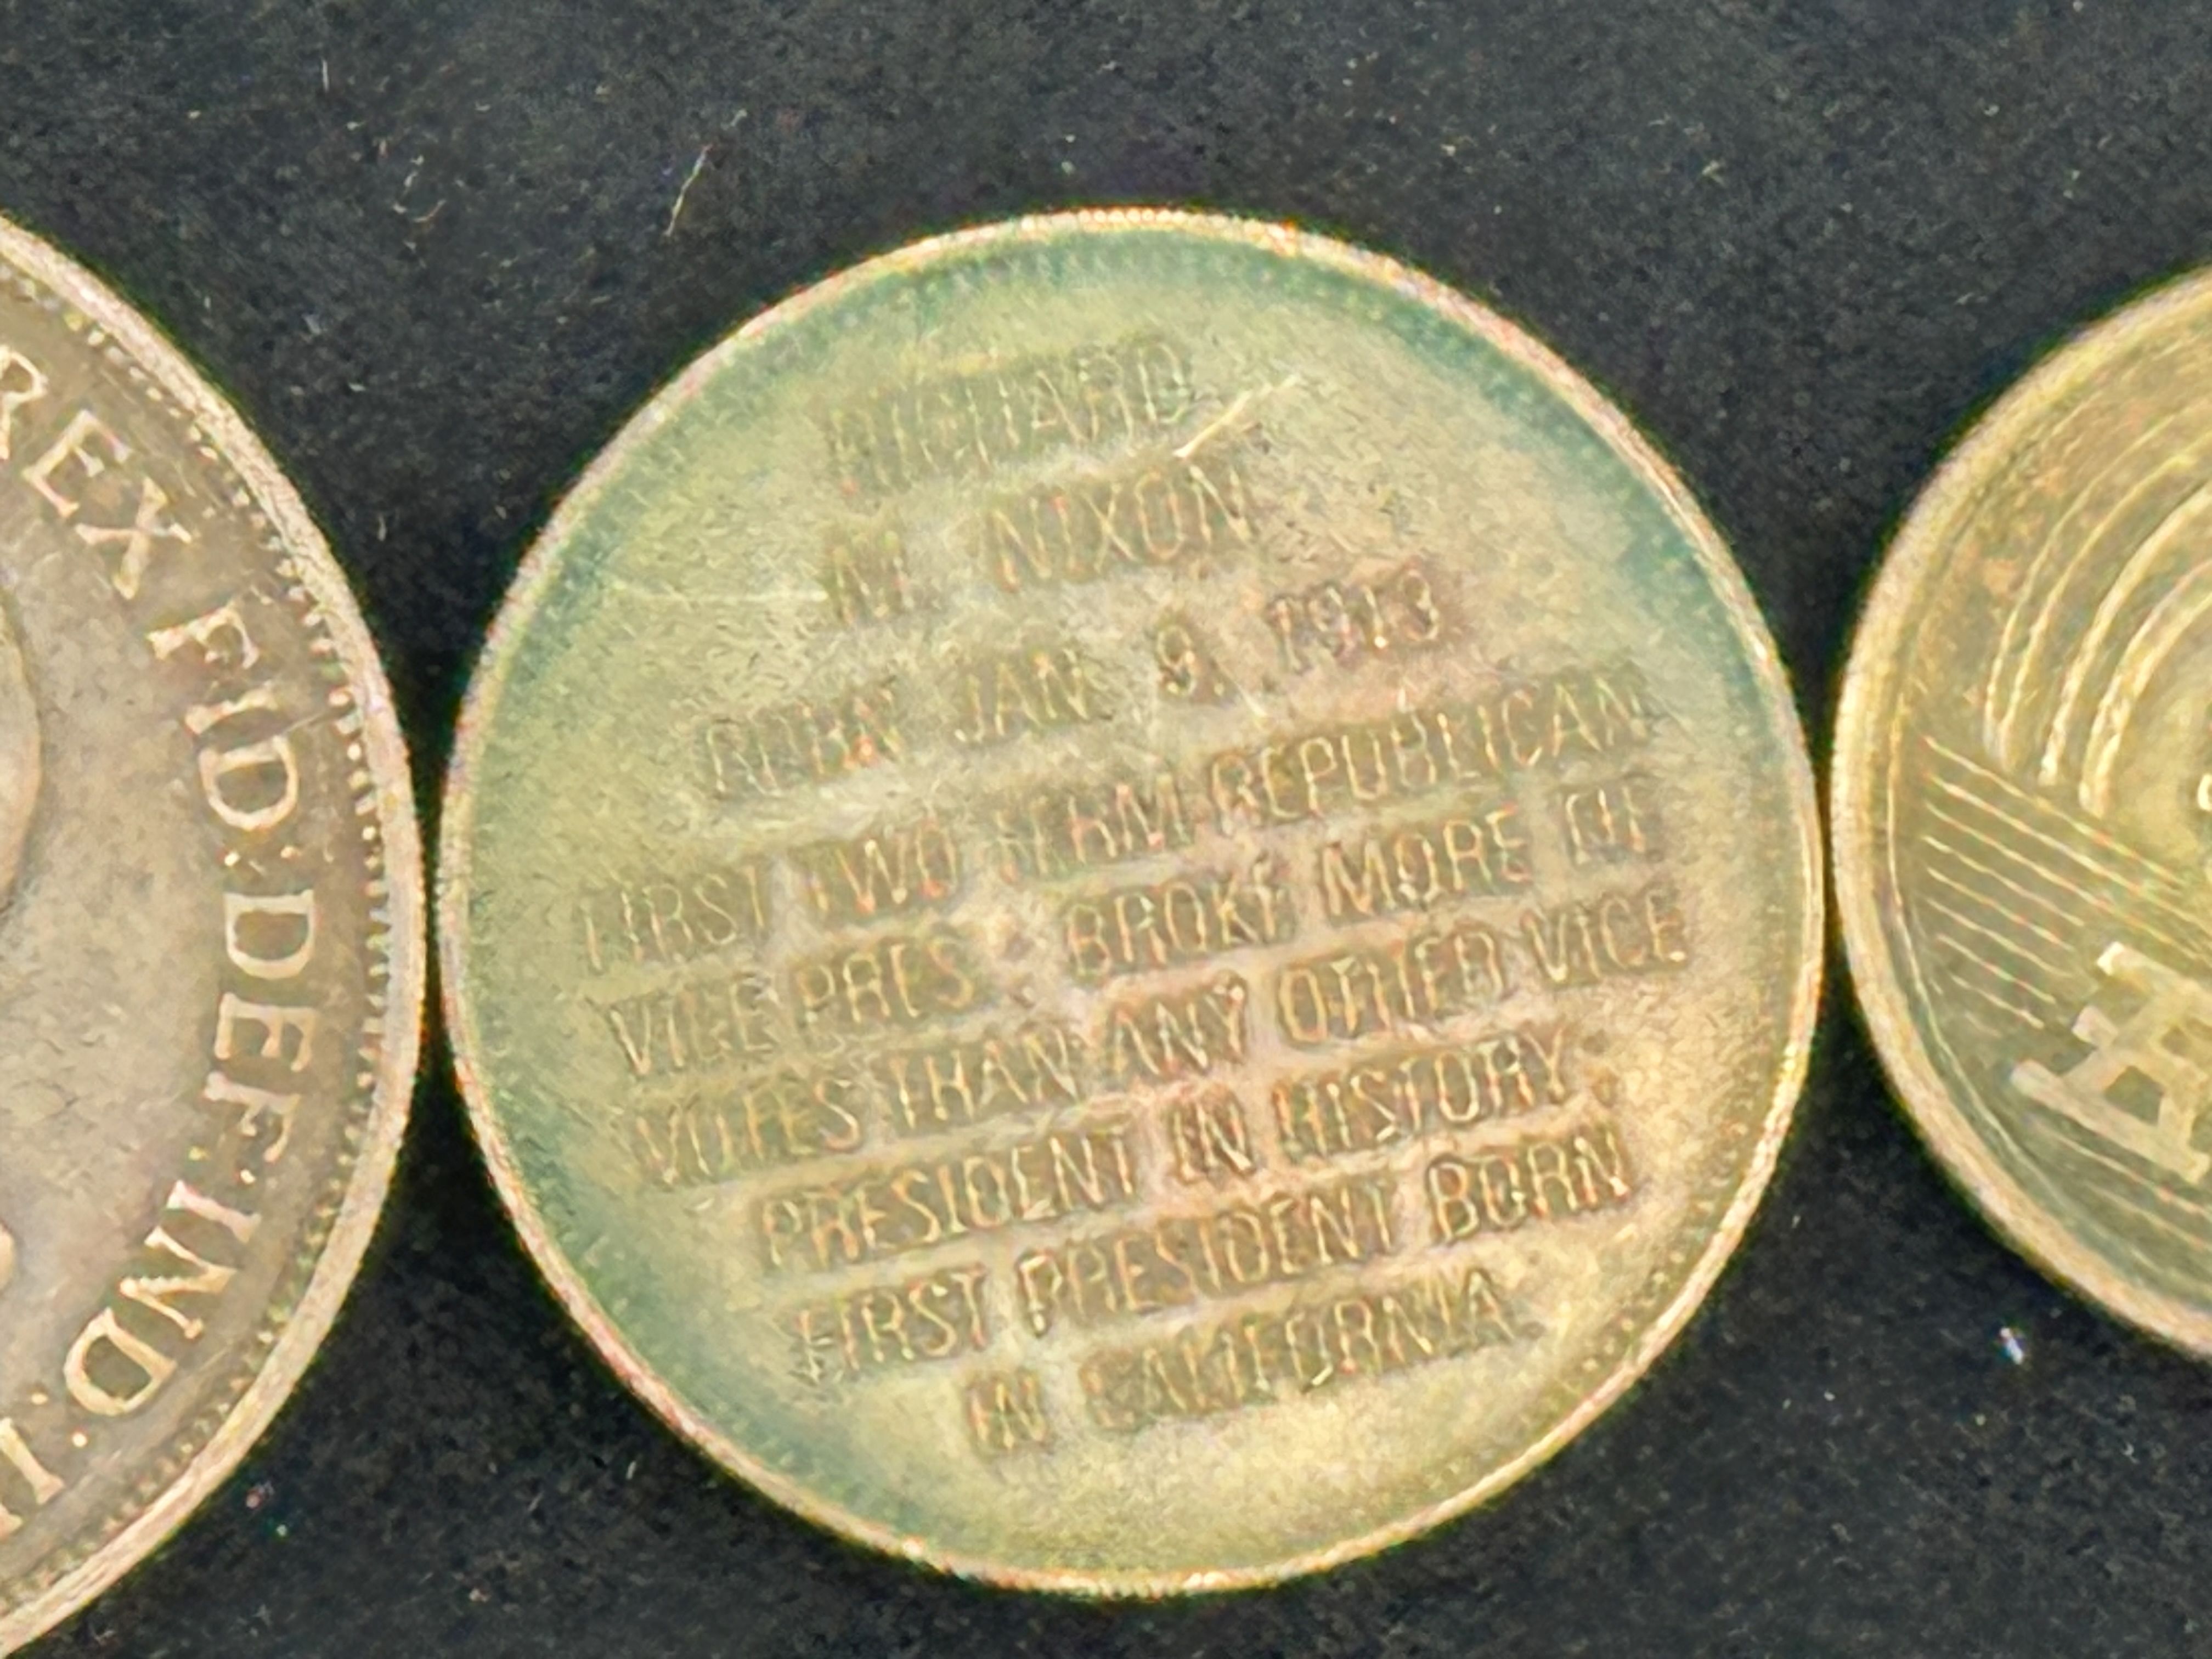 REX FID: DEF: IND: I
RICHARD
M. NIXON
BORN JAN. 9, 1913
FIRST TWO TERM REPUBLICAN
VICE PRES. BROKE MORE TIE
VOTES THAN ANY OTHER VICE
PRESIDENT IN HISTORY.
FIRST PRESIDENT BORN
IN CALIFORNIA.